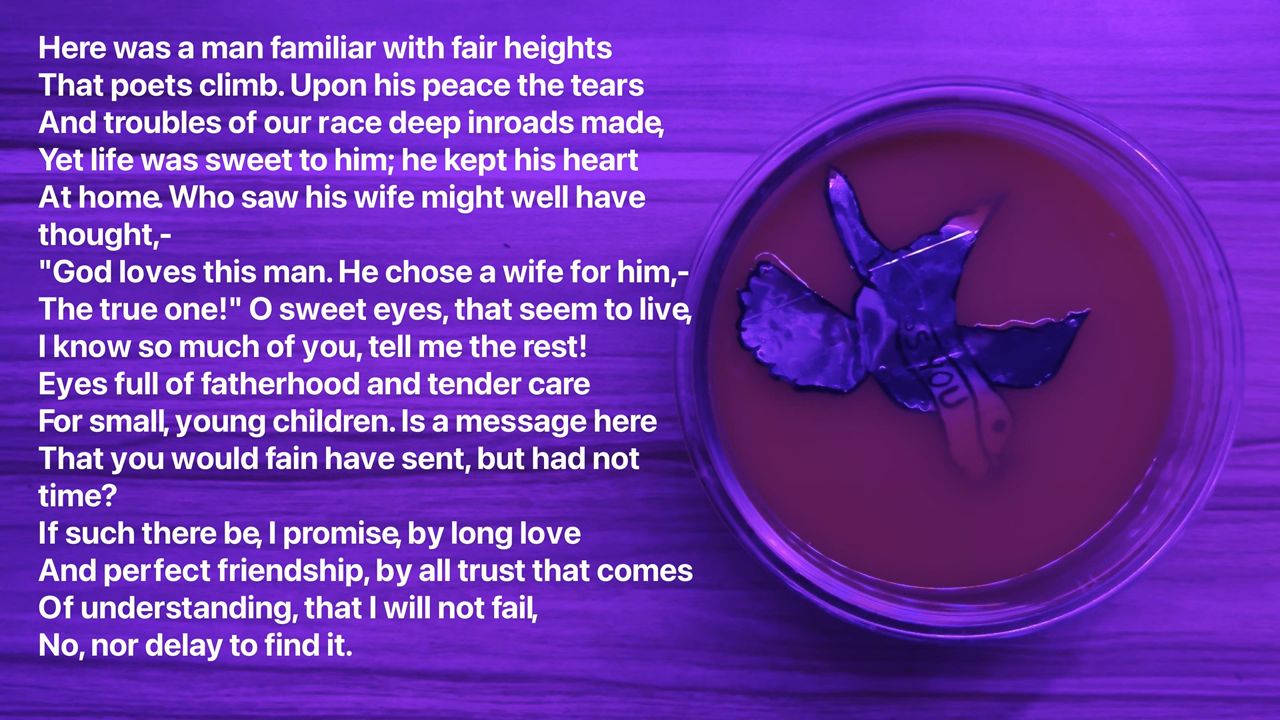 Here was a man familiar with fair heights
That poets climb. Upon his peace the tears
And troubles of our race deep inroads made,
Yet life was sweet to him; he kept his heart
At home. Who saw his wife might well have
thought,-
"God loves this man. He chose a wife for him,-
The true one!" O sweet eyes, that seem to live,
I know so much of you, tell me the rest!
Eyes full of fatherhood and tender care
For small, young children. Is a message here
That you would fain have sent, but had not
time?
If such there be, I promise, by long love
And perfect friendship, by all trust that comes
Of understanding, that I will not fail,
No, nor delay to find it.
YOU